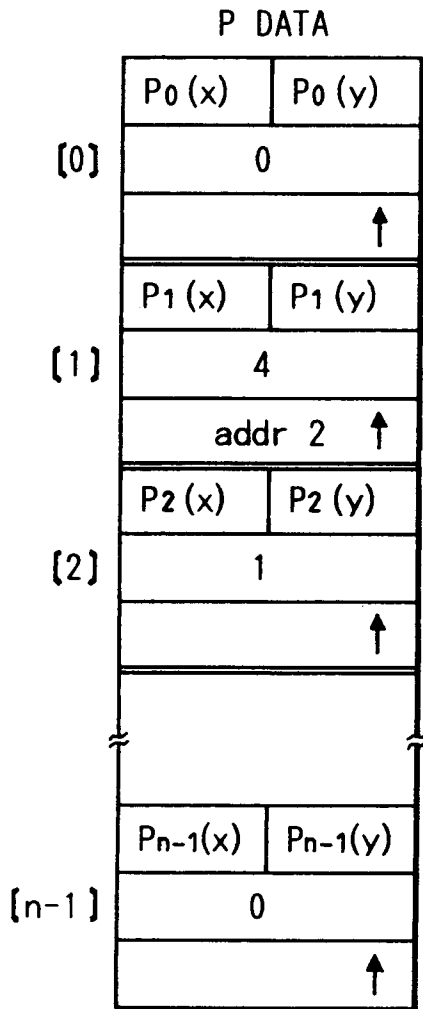 P DATA
P0(x) P0(y)
[0] 0
↑
P1(x) P1(y)
[1] 4
addr 2 ↑
P2(x) P2(y)
[2] 1
↑
Pn-1(x) Pn-1(y)
[n-1] 0
↑